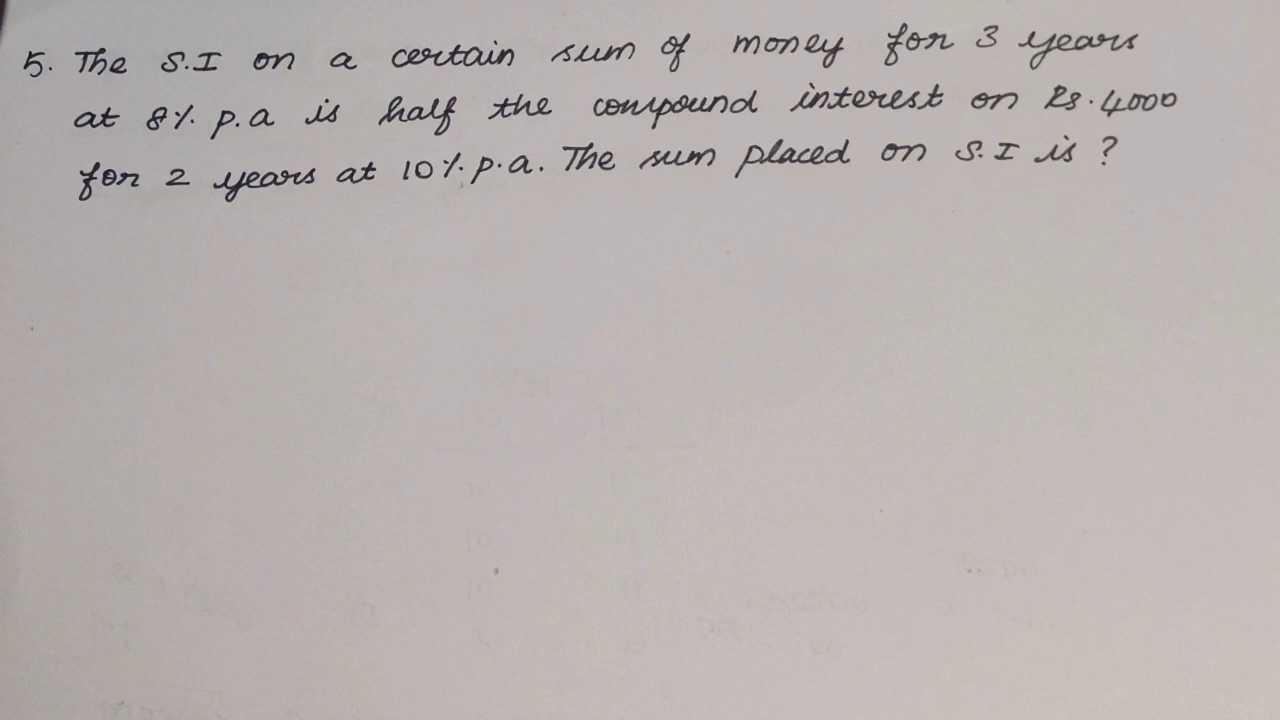 5. The S.I on a certain sum of money for 3 years
at 8%. p.a is half the compound interest on Rs.4000
for 2 years at 10%.p.a. The sum placed on S.I is ?